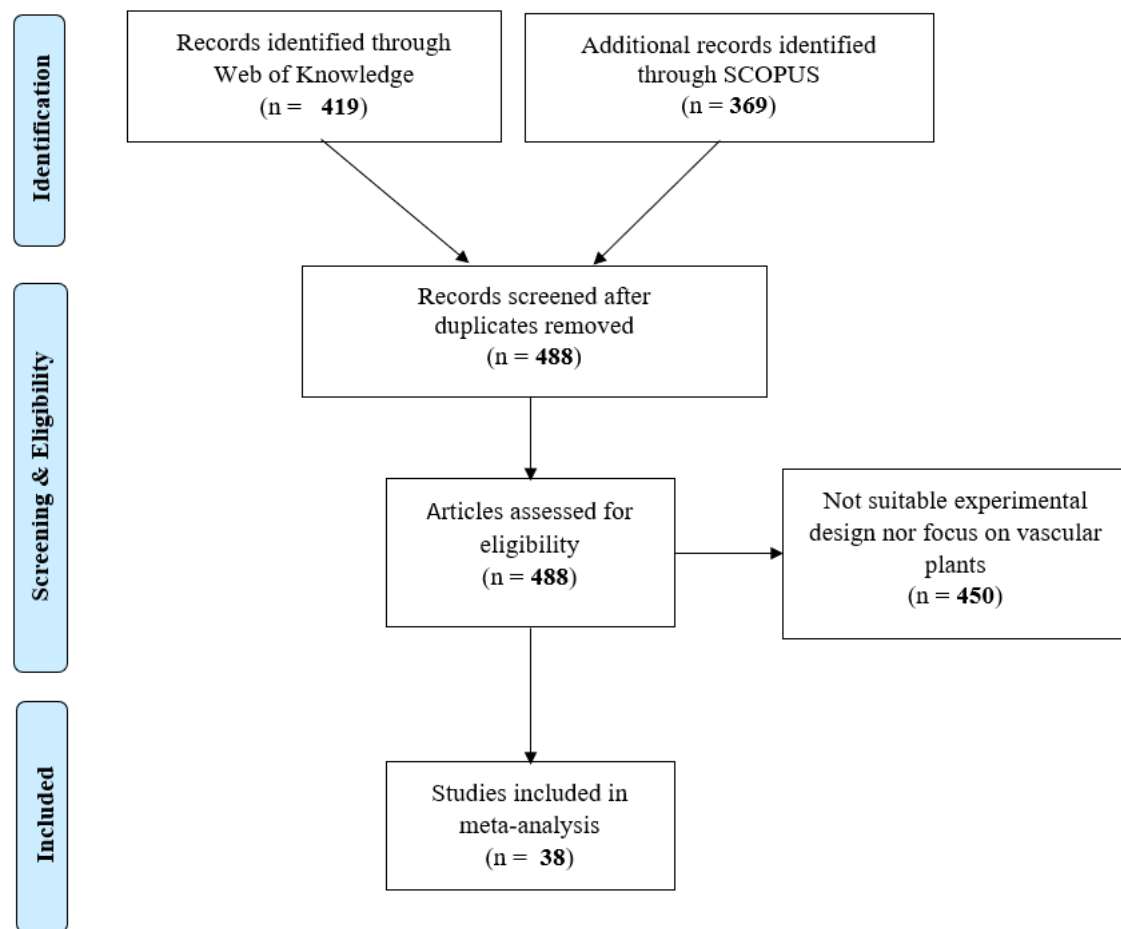 Identification
Records identified through
Web of Knowledge
(n = 419)
Additional records identified
through SCOPUS
(n = 369)
Screening & Eligibility
Records screened after
duplicates removed
(n = 488)
Articles assessed for
eligibility
(n = 488)
Not suitable experimental
design nor focus on vascular
plants
(n = 450)
Included
Studies included in
meta-analysis
(n = 38)